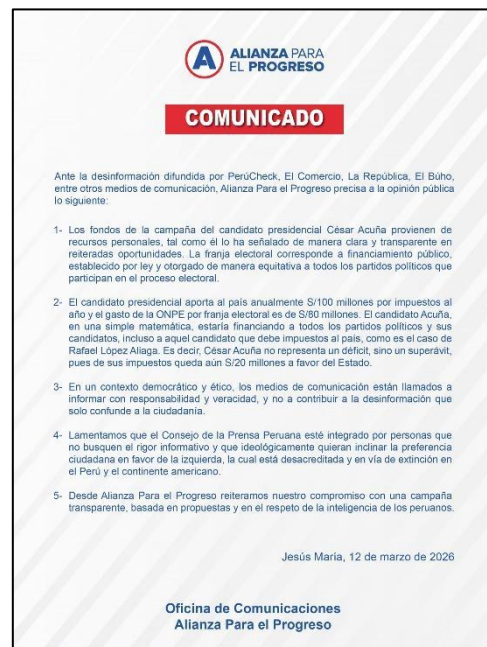 ALIANZA PARA
EL PROGRESO
COMUNICADO
Ante la desinformación difundida por PerúCheck, El Comercio, La República, El Búho,
entre otros medios de comunicación, Alianza Para el Progreso precisa a la opinión pública
lo siguiente:
1- Los fondos de la campaña del candidato presidencial César Acuña provienen de
recursos personales, tal como él lo ha señalado de manera clara y transparente en
reiteradas oportunidades. La franja electoral corresponde a financiamiento público,
establecido por ley y otorgado de manera equitativa a todos los partidos políticos que
participan en el proceso electoral.
2- El candidato presidencial aporta al país anualmente S/100 millones por impuestos al
año y el gasto de la ONPE por franja electoral es de S/80 millones. El candidato Acuña,
en una simple matemática, estaría financiando a todos los partidos políticos y sus
candidatos, incluso a aquel candidato que debe impuestos al país, como es el caso de
Rafael López Aliaga. Es decir, César Acuña no representa un déficit, sino un superávit,
pues de sus impuestos queda aún S/20 millones a favor del Estado.
3- En un contexto democrático y ético, los medios de comunicación están llamados a
informar con responsabilidad y veracidad, y no a contribuir a la desinformación que
solo confunde a la ciudadanía.
4- Lamentamos que el Consejo de la Prensa Peruana esté integrado por personas que
no busquen el rigor informativo y que ideológicamente quieran inclinar la preferencia
ciudadana en favor de la izquierda, la cual está desacreditada y en vía de extinción en
el Perú y el continente americano.
5- Desde Alianza Para el Progreso reiteramos nuestro compromiso con una campaña
transparente, basada en propuestas y en el respeto de la inteligencia de los peruanos.
Jesús María, 12 de marzo de 2026
Oficina de Comunicaciones
Alianza Para el Progreso